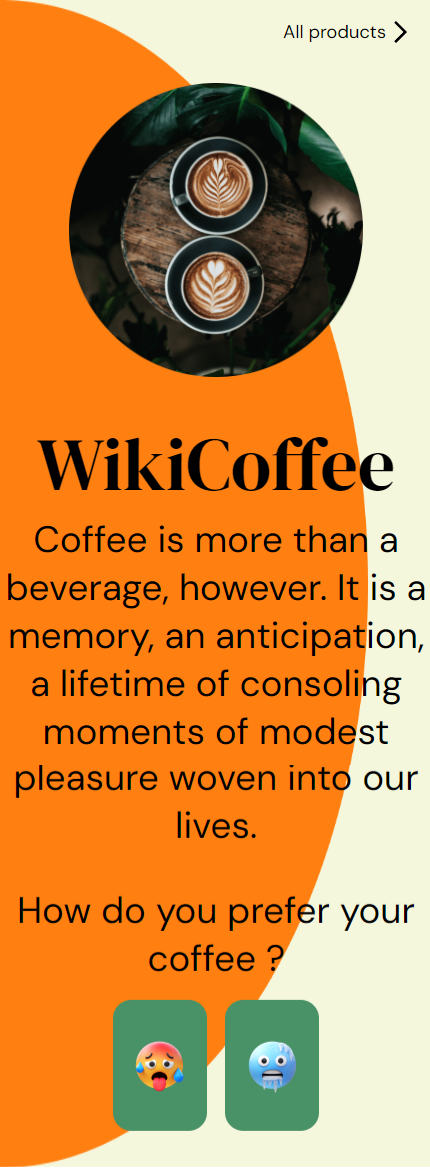 All products
WikiCoffee
Coffee is more than a
beverage, however. It is a
memory, an anticipation,
a lifetime of consoling
moments of modest
pleasure woven into our
lives.
How do you prefer your
coffee ?